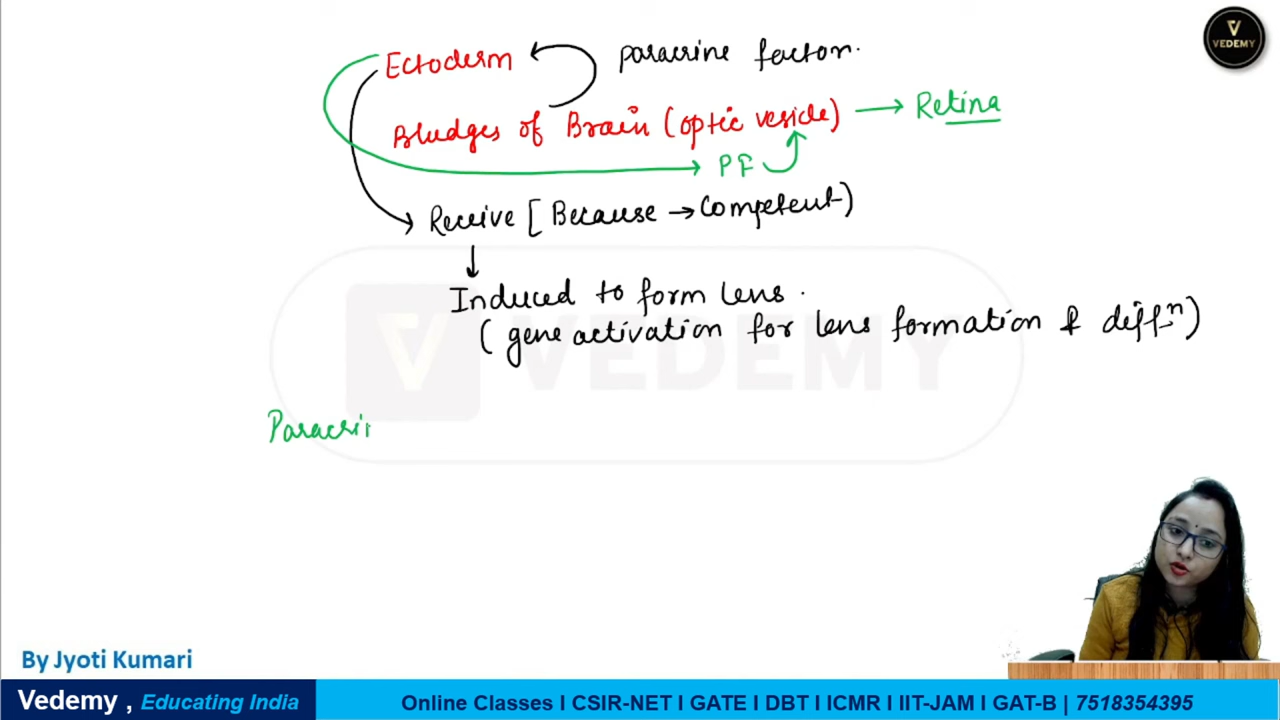 Ectoderm paracrine factor.
Bludges of Brain (optic vesicle) → Retina
PF
Receive [Because → Competent)
↓
Induced to form lens.
(gene activation for lens formation & diffn)
Paracri
V
VEDEMY
VEDEMY
By Jyoti Kumari
Vedemy , Educating India
Online Classes I CSIR-NET I GATE I DBT I ICMR I IIT-JAM I GAT-B | 7518354395